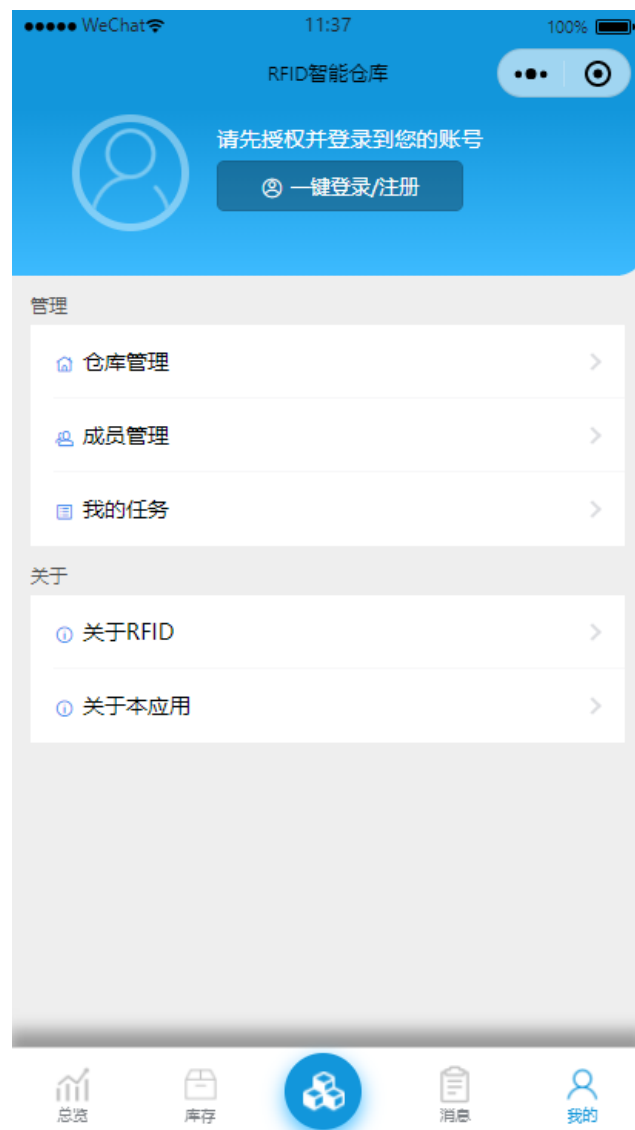 ●●●●● WeChat 11:37 100%
RFID智能仓库
请先授权并登录到您的账号
一键登录/注册
管理
仓库管理
成员管理
我的任务
关于
关于RFID
关于本应用
总览 库存 消息 我的